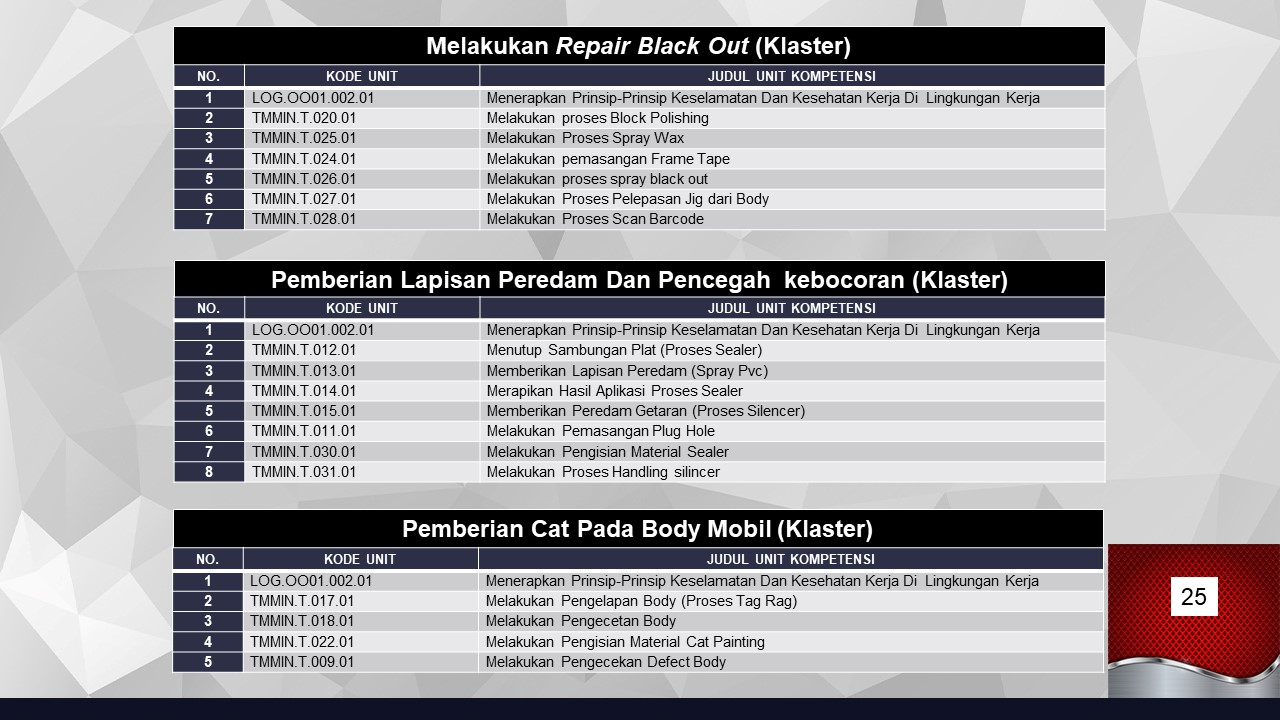 Melakukan Repair Black Out (Klaster)
NO. KODE UNIT JUDUL UNIT KOMPETENSI
1 LOG.OO01.002.01 Menerapkan Prinsip-Prinsip Keselamatan Dan Kesehatan Kerja Di Lingkungan Kerja
2 TMMIN.T.020.01 Melakukan proses Block Polishing
3 TMMIN.T.025.01 Melakukan Proses Spray Wax
4 TMMIN.T.024.01 Melakukan pemasangan Frame Tape
5 TMMIN.T.026.01 Melakukan proses spray black out
6 TMMIN.T.027.01 Melakukan Proses Pelepasan Jig dari Body
7 TMMIN.T.028.01 Melakukan Proses Scan Barcode
Pemberian Lapisan Peredam Dan Pencegah kebocoran (Klaster)
NO. KODE UNIT JUDUL UNIT KOMPETENSI
1 LOG.OO01.002.01 Menerapkan Prinsip-Prinsip Keselamatan Dan Kesehatan Kerja Di Lingkungan Kerja
2 TMMIN.T.012.01 Menutup Sambungan Plat (Proses Sealer)
3 TMMIN.T.013.01 Memberikan Lapisan Peredam (Spray Pvc)
4 TMMIN.T.014.01 Merapikan Hasil Aplikasi Proses Sealer
5 TMMIN.T.015.01 Memberikan Peredam Getaran (Proses Silencer)
6 TMMIN.T.011.01 Melakukan Pemasangan Plug Hole
7 TMMIN.T.030.01 Melakukan Pengisian Material Sealer
8 TMMIN.T.031.01 Melakukan Proses Handling silincer
Pemberian Cat Pada Body Mobil (Klaster)
NO. KODE UNIT JUDUL UNIT KOMPETENSI
1 LOG.OO01.002.01 Menerapkan Prinsip-Prinsip Keselamatan Dan Kesehatan Kerja Di Lingkungan Kerja
2 TMMIN.T.017.01 Melakukan Pengelapan Body (Proses Tag Rag)
3 TMMIN.T.018.01 Melakukan Pengecetan Body
4 TMMIN.T.022.01 Melakukan Pengisian Material Cat Painting
5 TMMIN.T.009.01 Melakukan Pengecekan Defect Body
25